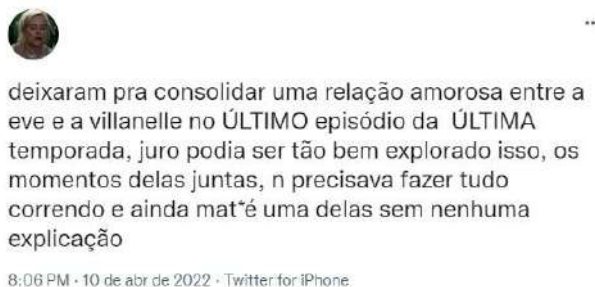 deixaram pra consolidar uma relação amorosa entre a
eve e a villanelle no ÚLTIMO episódio da ÚLTIMA
temporada, juro podia ser tão bem explorado isso, os
momentos delas juntas, n precisava fazer tudo
correndo e ainda mat*é uma delas sem nenhuma
explicação
8:06 PM · 10 de abr de 2022 · Twitter for iPhone